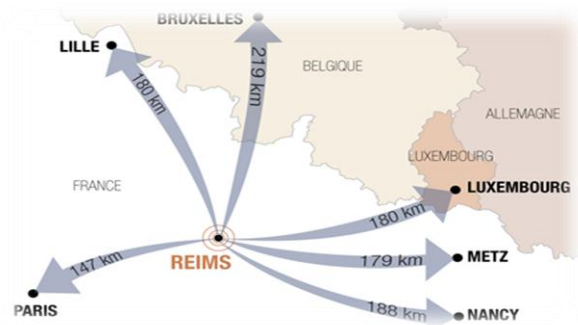 BRUXELLES
LILLE
219 km
BELGIQUE
180 km
ALLEMAGNE
LUXEMBOURG
FRANCE
LUXEMBOURG
180 km
REIMS
179 km
METZ
147 km
188 km
PARIS
NANCY